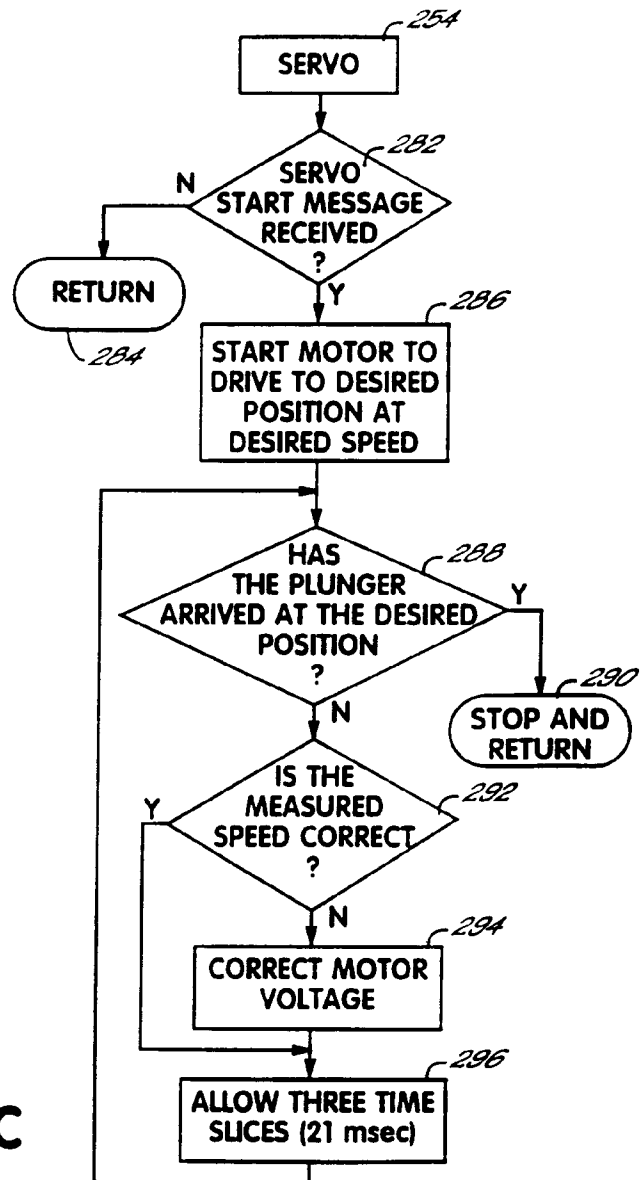 254
SERVO
282
SERVO
START MESSAGE
RECEIVED
?
N
Y
RETURN
284
286
START MOTOR TO
DRIVE TO DESIRED
POSITION AT
DESIRED SPEED
288
HAS
THE PLUNGER
ARRIVED AT THE DESIRED
POSITION
?
Y
N
290
STOP AND
RETURN
292
IS THE
MEASURED
SPEED CORRECT
?
Y
N
294
CORRECT MOTOR
VOLTAGE
296
ALLOW THREE TIME
SLICES (21 msec)
C